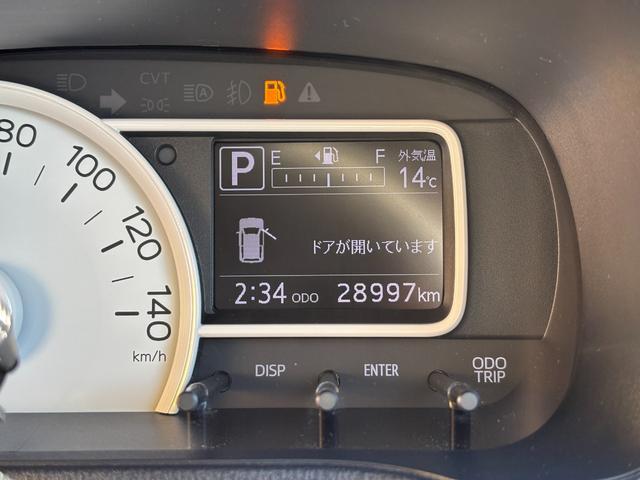 CVT
80
100
120
140
km/h
P
E F 外気温
14℃
ドアが開いています
2:34 ODO 28997km
DISP
ENTER
ODO
TRIP